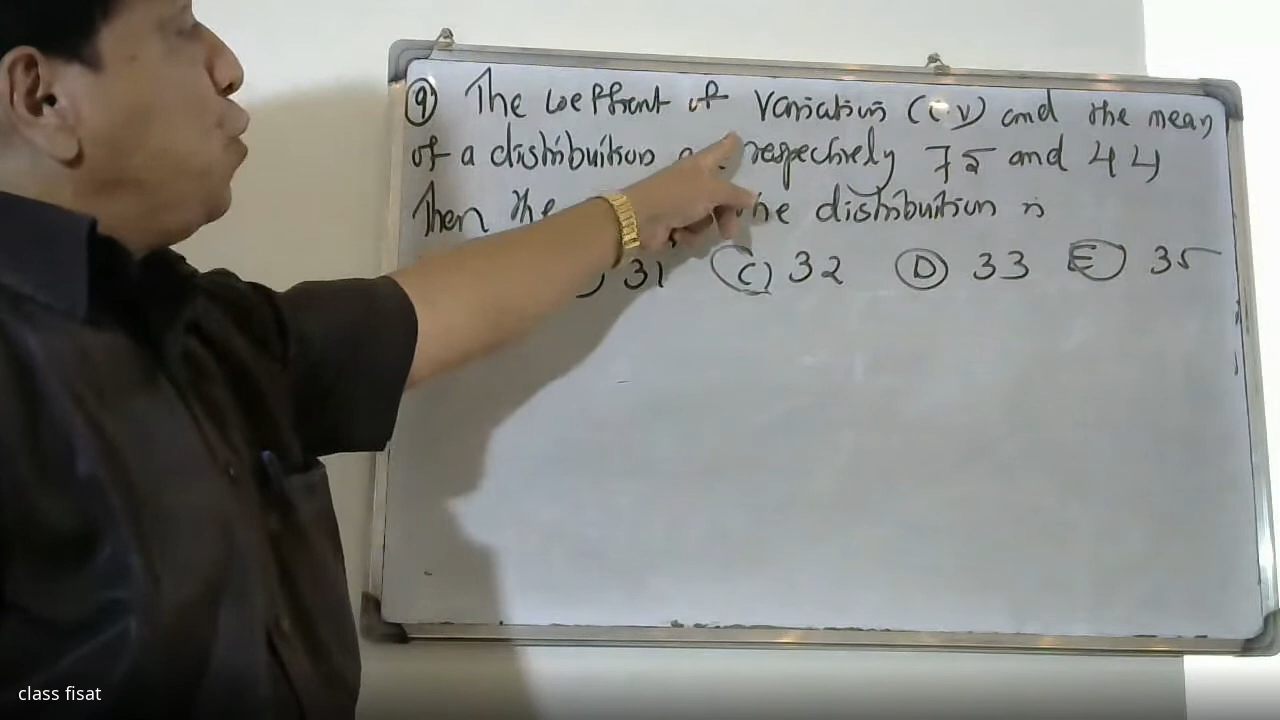 9 The coefficent of variation (C.V) and the mean
of a distribution respectively 75 and 44
Then the the distribution is
31 C) 32 D 33 E) 35
class fisat